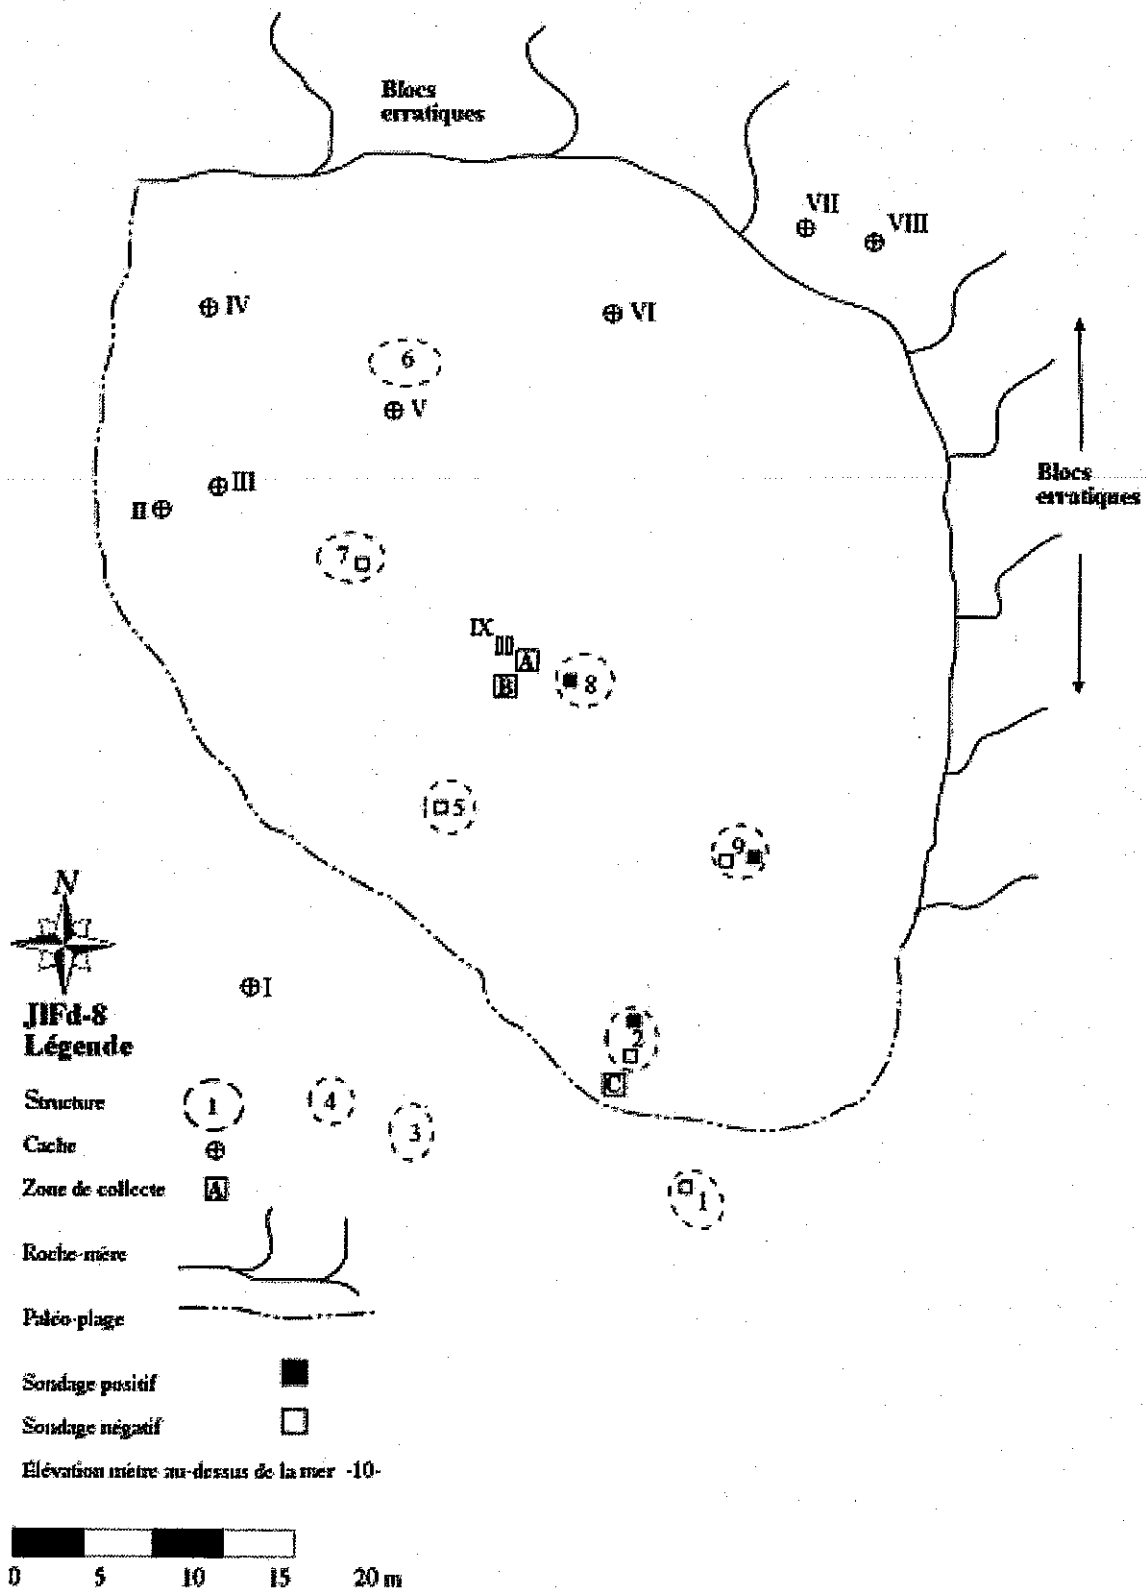 Blocs
erratiques
VII
VIII
IV
VI
6
V
III
II
Blocs
erratiques
7
IX
A
B
8
5
9
N
I
2
C
JIFd-8
Légende
Structure
1
4
3
Cache
Zone de collecte
A
1
Roche-mère
Paléo-plage
Sondage positif
Sondage négatif
Élévation mètre au-dessus de la mer -10-
0 5 10 15 20 m